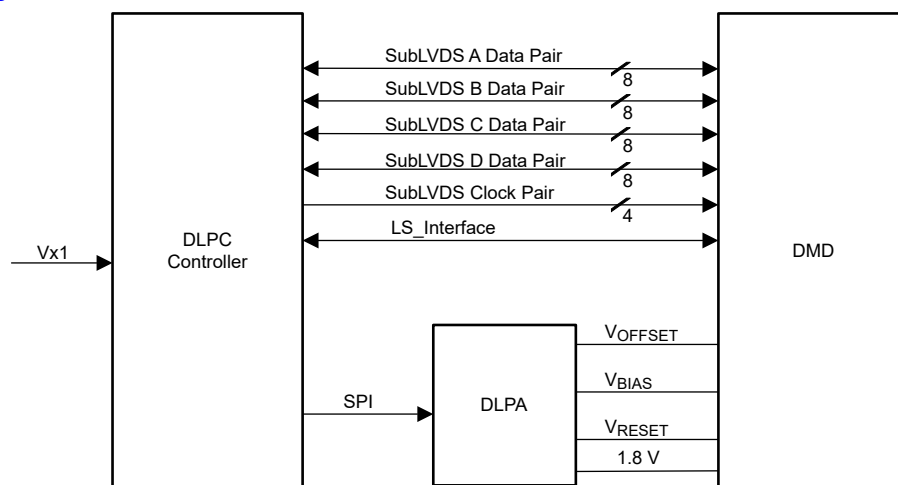 SubLVDS A Data Pair
8
SubLVDS B Data Pair
8
SubLVDS C Data Pair
8
SubLVDS D Data Pair
8
SubLVDS Clock Pair
4
LS_Interface
Vx1
DLPC
Controller
DMD
VOFFSET
VBIAS
SPI
DLPA
VRESET
1.8 V